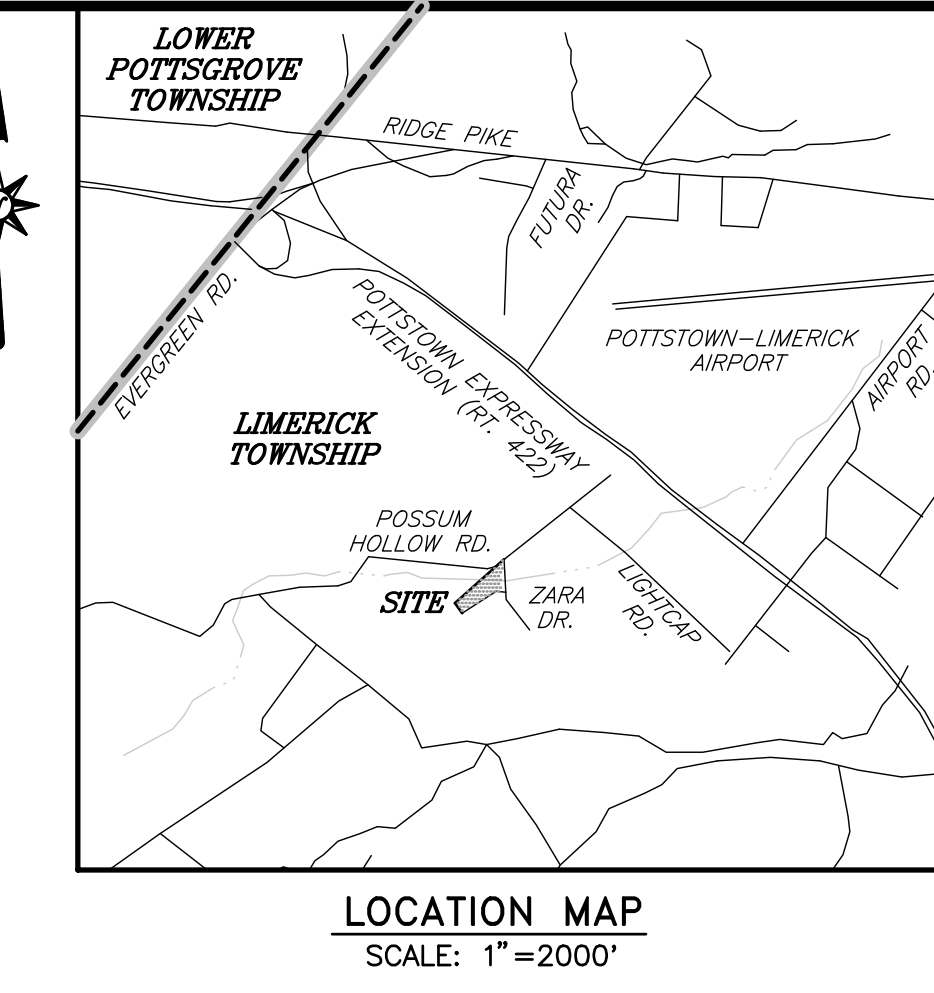 LOWER
POTTSGROVE
TOWNSHIP
RIDGE PIKE
FUTURA
DR.
EVERGREEN RD.
POTTSTOWN EXPRESSWAY
EXTENSION (RT. 422)
POTTSTOWN-LIMERICK
AIRPORT
AIRPORT
RD.
LIMERICK
TOWNSHIP
POSSUM
HOLLOW RD.
SITE
ZARA
DR.
LIGHTCAP
RD.
LOCATION MAP
SCALE: 1"=2000'